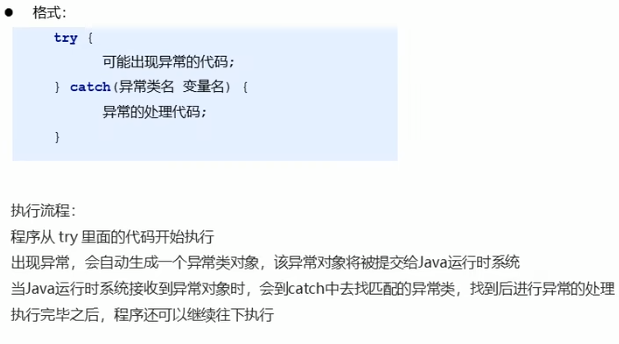 ● 格式：
try {
可能出现异常的代码;
} catch(异常类名 变量名) {
异常的处理代码;
}
执行流程：
程序从 try 里面的代码开始执行
出现异常，会自动生成一个异常类对象，该异常对象将被提交给Java运行时系统
当Java运行时系统接收到异常对象时，会到catch中去找匹配的异常类，找到后进行异常的处理
执行完毕之后，程序还可以继续往下执行